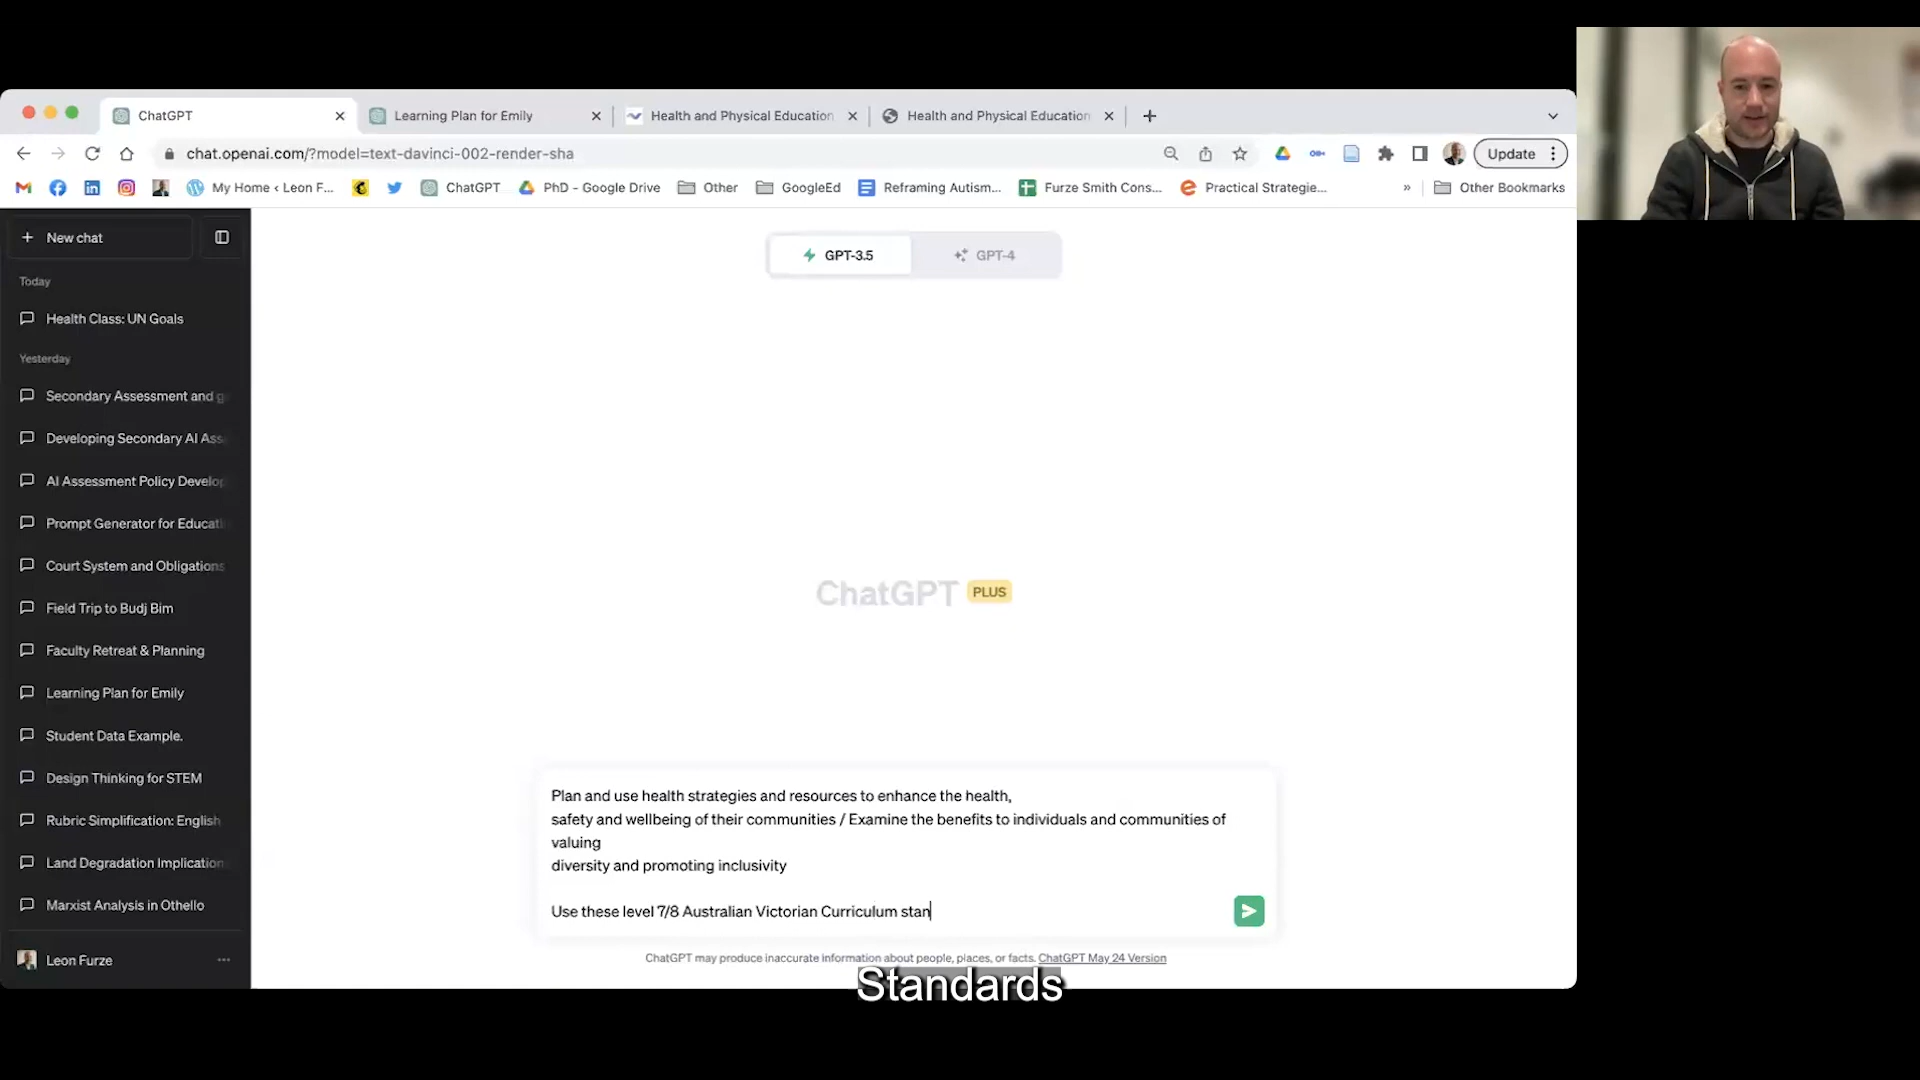 ChatGPT
Learning Plan for Emily
Health and Physical Education
Health and Physical Education
chat.openai.com/?model=text-davinci-002-render-sha
Update
My Home ‹ Leon F...
ChatGPT
PhD - Google Drive
Other
GoogleEd
Reframing Autism...
Furze Smith Cons...
Practical Strategie...
»
Other Bookmarks
New chat
Today
Health Class: UN Goals
Yesterday
Secondary Assessment and g
Developing Secondary AI Ass
AI Assessment Policy Develop
Prompt Generator for Educati
Court System and Obligations
Field Trip to Budj Bim
Faculty Retreat & Planning
Learning Plan for Emily
Student Data Example.
Design Thinking for STEM
Rubric Simplification: English
Land Degradation Implication
Marxist Analysis in Othello
Leon Furze
GPT-3.5
GPT-4
ChatGPT PLUS
Plan and use health strategies and resources to enhance the health,
safety and wellbeing of their communities / Examine the benefits to individuals and communities of
valuing
diversity and promoting inclusivity
Use these level 7/8 Australian Victorian Curriculum stan
ChatGPT may produce inaccurate information about people, places, or facts. ChatGPT May 24 Version
Standards